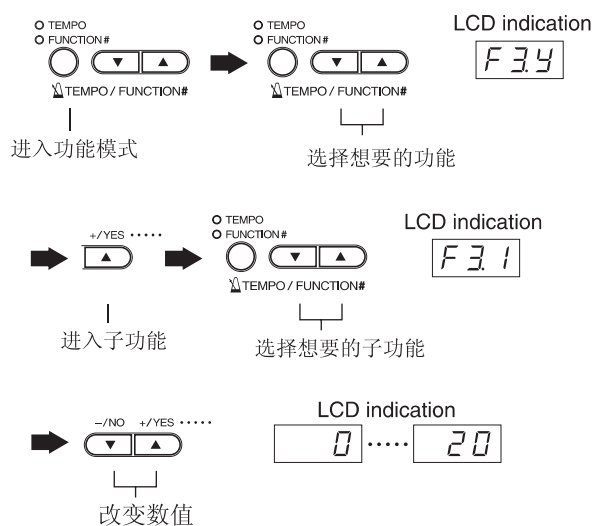 TEMPO
FUNCTION#
TEMPO / FUNCTION#
进入功能模式
TEMPO
FUNCTION#
TEMPO / FUNCTION#
选择想要的功能
LCD indication
F 3.Y
+/YES ·····
进入子功能
TEMPO
FUNCTION#
TEMPO / FUNCTION#
选择想要的子功能
LCD indication
F 3. 1
–/NO +/YES ·····
改变数值
LCD indication
0 ····· 20